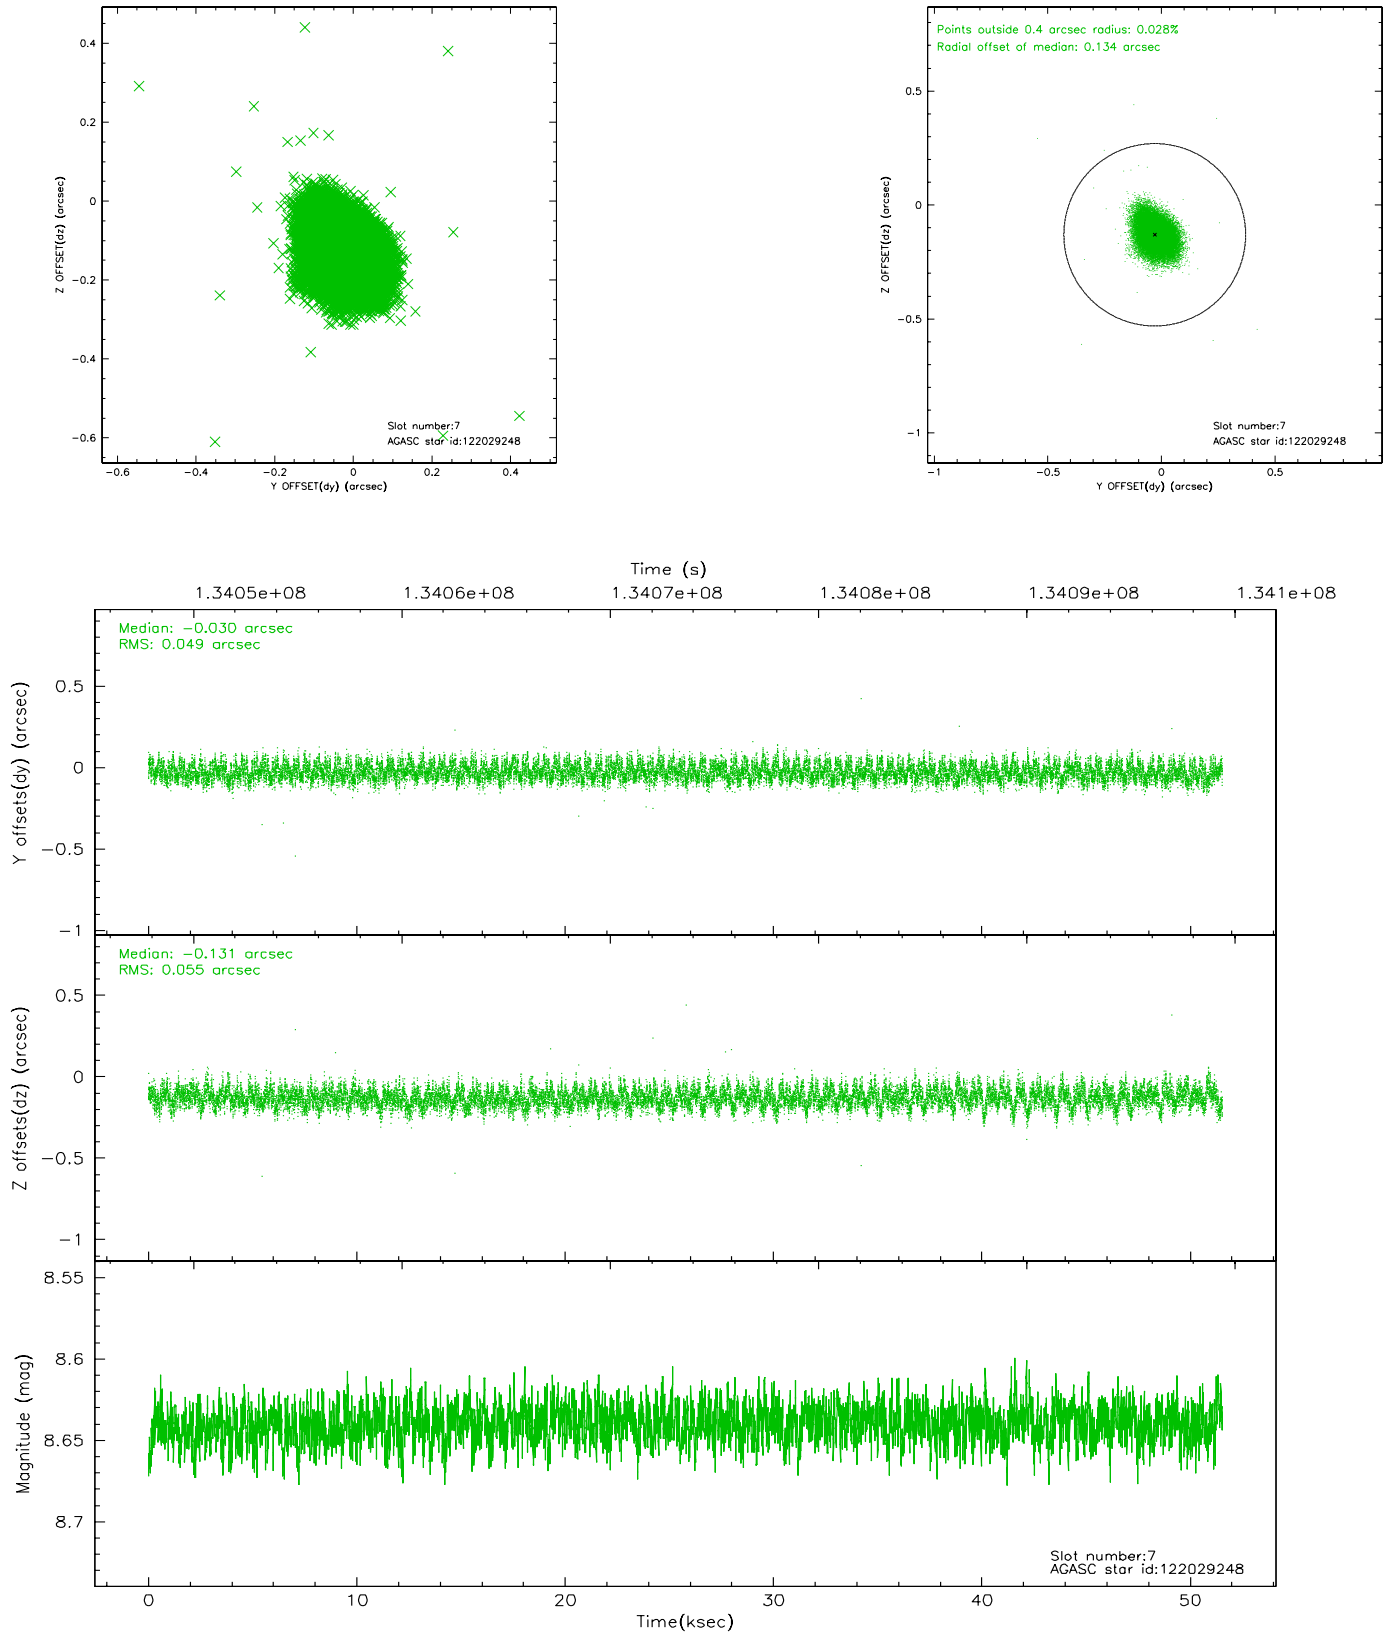 0.4
0.2
0
−0.2
−0.4
−0.6
Z OFFSET(dz) (arcsec)
Slot number:7
AGASC star id:122029248
−0.6 −0.4 −0.2 0 0.2 0.4
Y OFFSET(dy) (arcsec)
Points outside 0.4 arcsec radius: 0.028%
Radial offset of median: 0.134 arcsec
0.5
0
−0.5
−1
Z OFFSET(dz) (arcsec)
Slot number:7
AGASC star id:122029248
−1 −0.5 0 0.5
Y OFFSET(dy) (arcsec)
Time (s)
1.3405e+08 1.3406e+08 1.3407e+08 1.3408e+08 1.3409e+08 1.341e+08
Median: −0.030 arcsec
RMS: 0.049 arcsec
0.5
0
−0.5
−1
Y offsets(dy) (arcsec)
Median: −0.131 arcsec
RMS: 0.055 arcsec
0.5
0
−0.5
−1
Z offsets(dz) (arcsec)
8.55
8.6
8.65
8.7
Magnitude (mag)
Slot number:7
AGASC star id:122029248
0 10 20 30 40 50
Time(ksec)